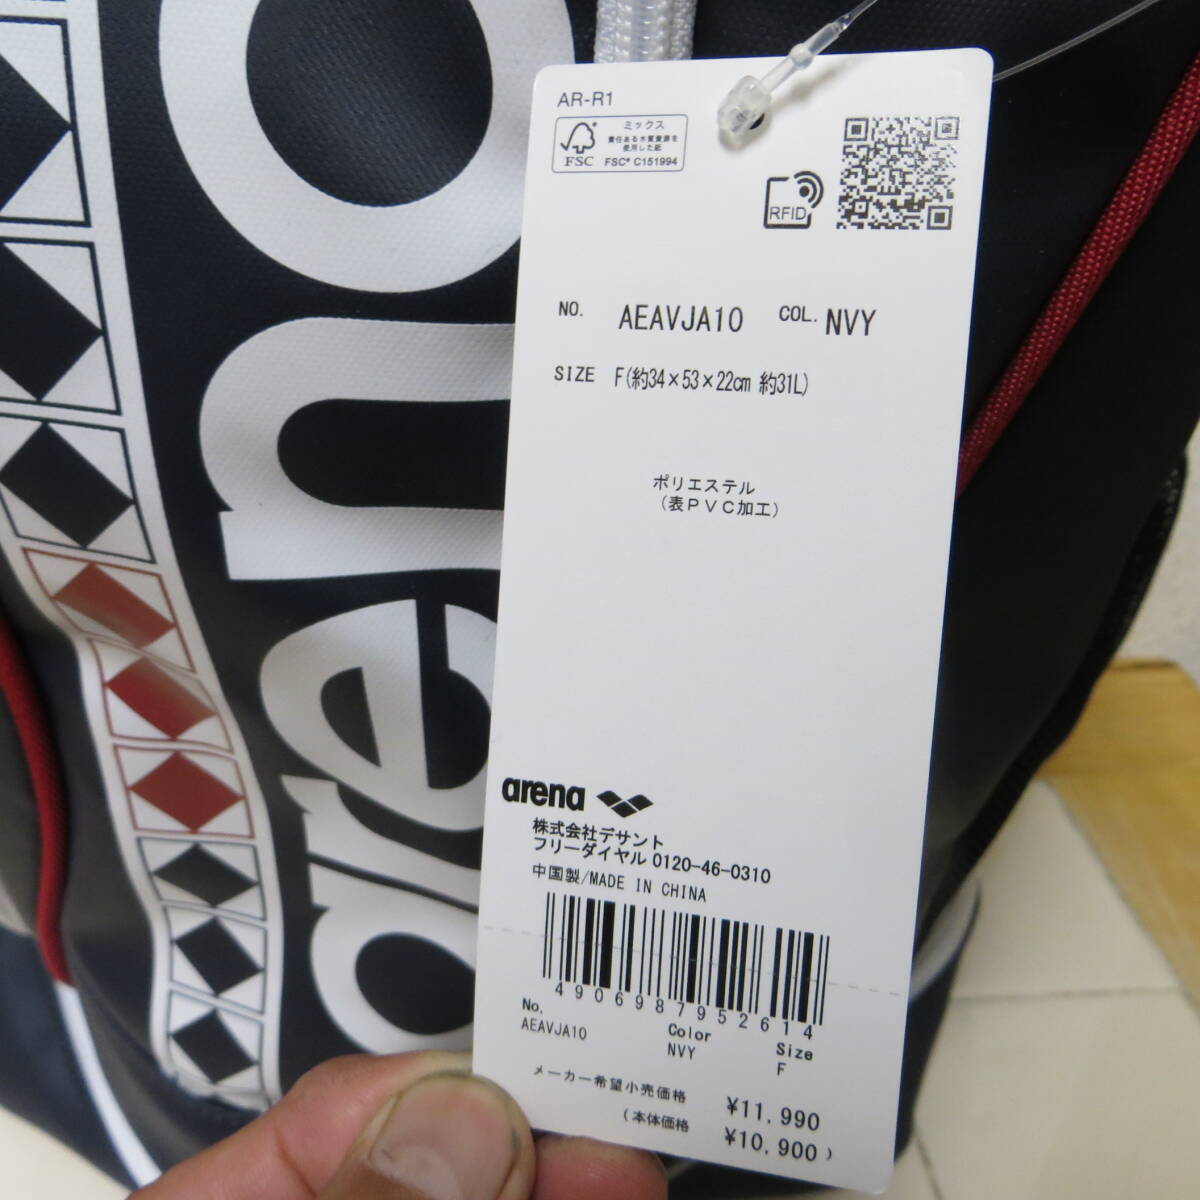 arena
AR-R1
FSC
ミックス
責任ある木質資源を
使用した紙
FSC® C151994
RFID
NO. AEAVJA10 COL. NVY
SIZE F(約34×53×22cm 約31L)
ポリエステル
(表PVC加工)
arena
株式会社デサント
フリーダイヤル 0120-46-0310
中国製/MADE IN CHINA
4906987952614
No. Color Size
AEAVJA10 NVY F
メーカー希望小売価格 ¥11,990
(本体価格 ¥10,900)